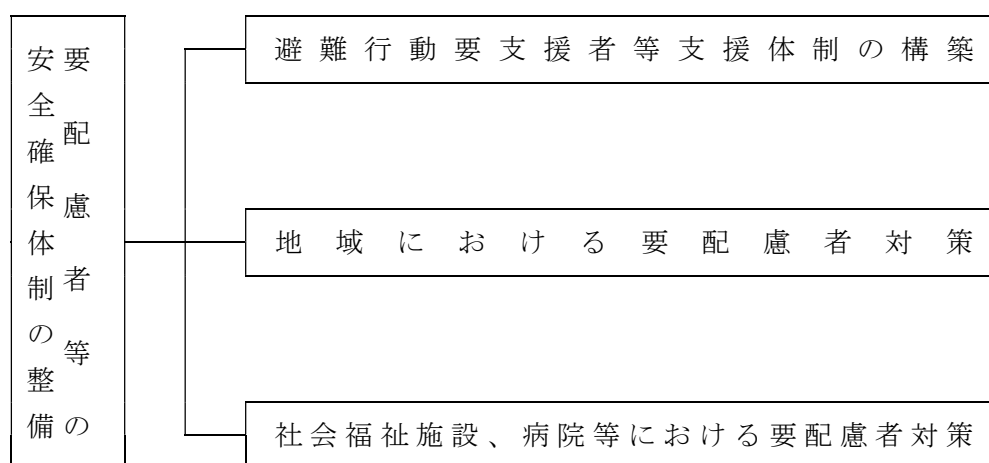 要配慮者等の
安全確保体制の整備
避難行動要支援者等支援体制の構築
地域における要配慮者対策
社会福祉施設、病院等における要配慮者対策